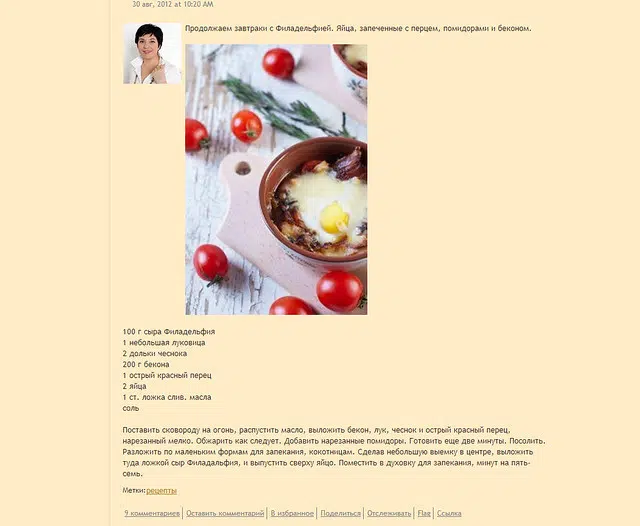 30 авг, 2012 at 10:20 AM
Продолжаем завтраки с Филадельфией. Яйца, запеченные с перцем, помидорами и беконом.
100 г сыра Филадельфия
1 небольшая луковица
2 дольки чеснока
200 г бекона
1 острый красный перец
2 яйца
1 ст. ложка слив. масла
соль
Поставить сковороду на огонь, распустить масло, выложить бекон, лук, чеснок и острый красный перец,
нарезанный мелко. Обжарить как следует. Добавить нарезанные помидоры. Готовить еще две минуты. Посолить.
Разложить по маленьким формам для запекания, кокотницам. Сделав небольшую выемку в центре, выложить
туда ложкой сыр Филадальфия, и выпустить сверху яйцо. Поместить в духовку для запекания, минут на пять-
семь.
Метки:рецепты
9 комментариев | Оставить комментарий | В избранное | Поделиться | Отслеживать | Flag | Ссылка